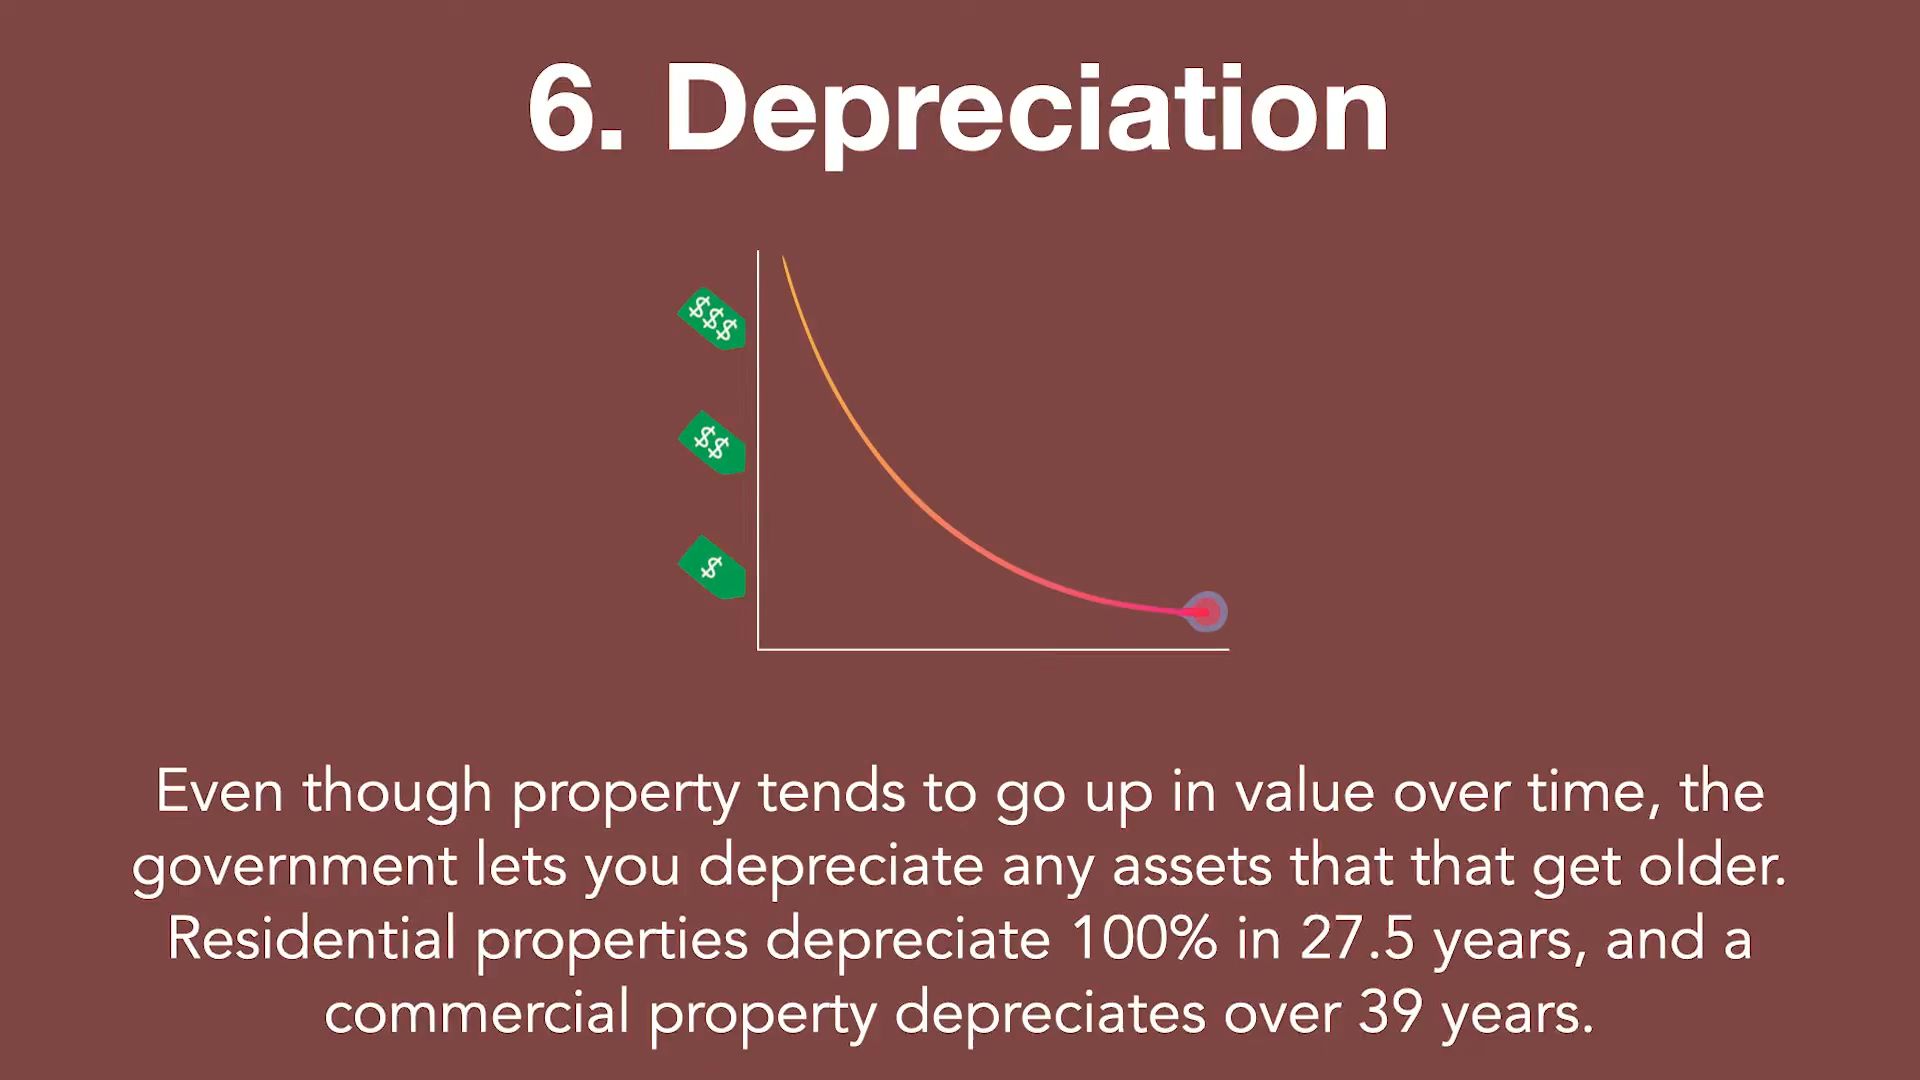 6. Depreciation
$$$
$$
$
Even though property tends to go up in value over time, the
government lets you depreciate any assets that that get older.
Residential properties depreciate 100% in 27.5 years, and a
commercial property depreciates over 39 years.